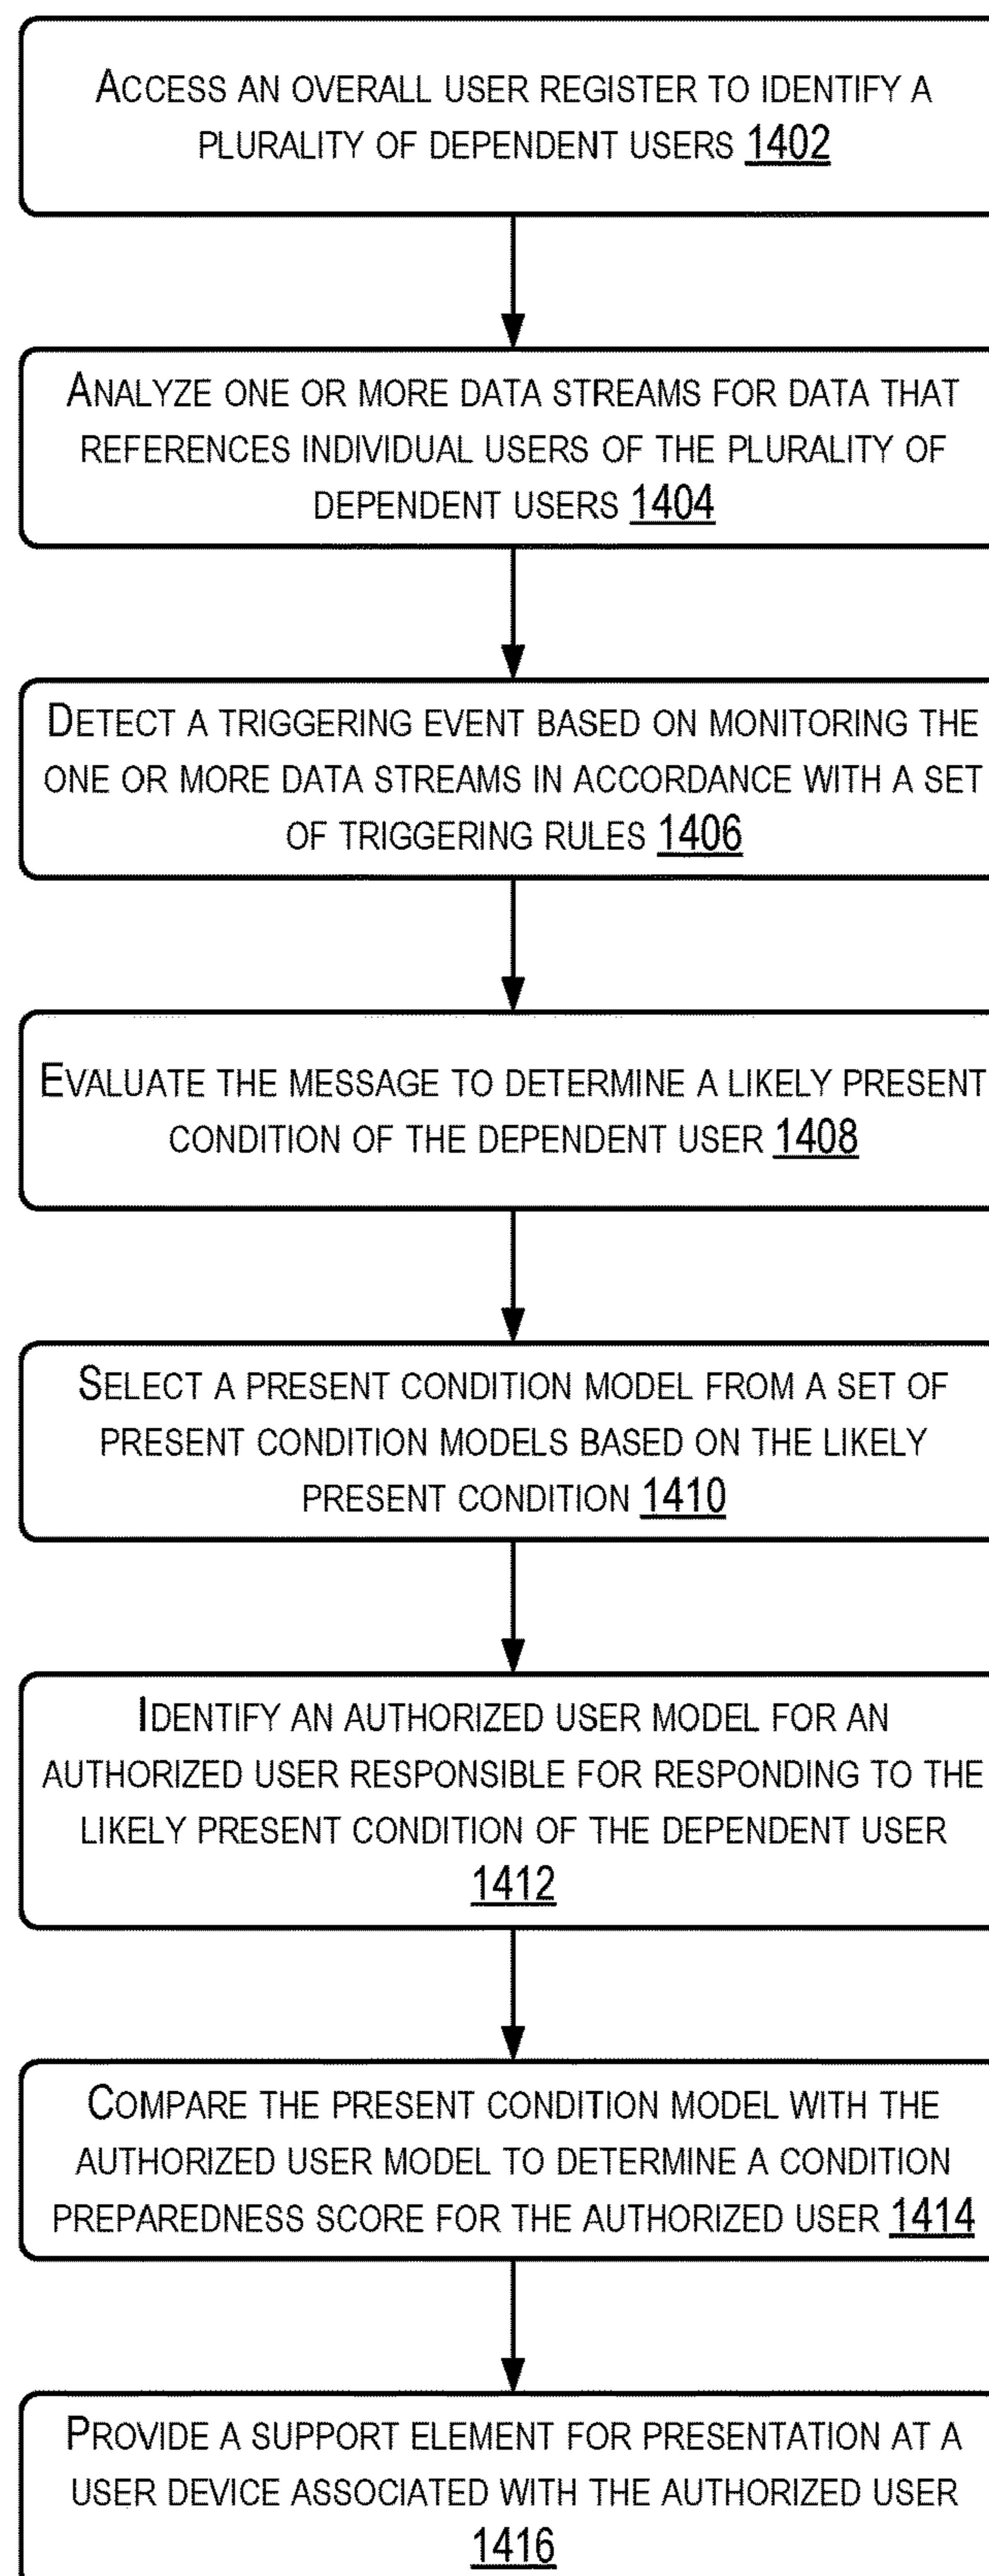 ACCESS AN OVERALL USER REGISTER TO IDENTIFY A
PLURALITY OF DEPENDENT USERS 1402
ANALYZE ONE OR MORE DATA STREAMS FOR DATA THAT
REFERENCES INDIVIDUAL USERS OF THE PLURALITY OF
DEPENDENT USERS 1404
DETECT A TRIGGERING EVENT BASED ON MONITORING THE
ONE OR MORE DATA STREAMS IN ACCORDANCE WITH A SET
OF TRIGGERING RULES 1406
EVALUATE THE MESSAGE TO DETERMINE A LIKELY PRESENT
CONDITION OF THE DEPENDENT USER 1408
SELECT A PRESENT CONDITION MODEL FROM A SET OF
PRESENT CONDITION MODELS BASED ON THE LIKELY
PRESENT CONDITION 1410
IDENTIFY AN AUTHORIZED USER MODEL FOR AN
AUTHORIZED USER RESPONSIBLE FOR RESPONDING TO THE
LIKELY PRESENT CONDITION OF THE DEPENDENT USER
1412
COMPARE THE PRESENT CONDITION MODEL WITH THE
AUTHORIZED USER MODEL TO DETERMINE A CONDITION
PREPAREDNESS SCORE FOR THE AUTHORIZED USER 1414
PROVIDE A SUPPORT ELEMENT FOR PRESENTATION AT A
USER DEVICE ASSOCIATED WITH THE AUTHORIZED USER
1416